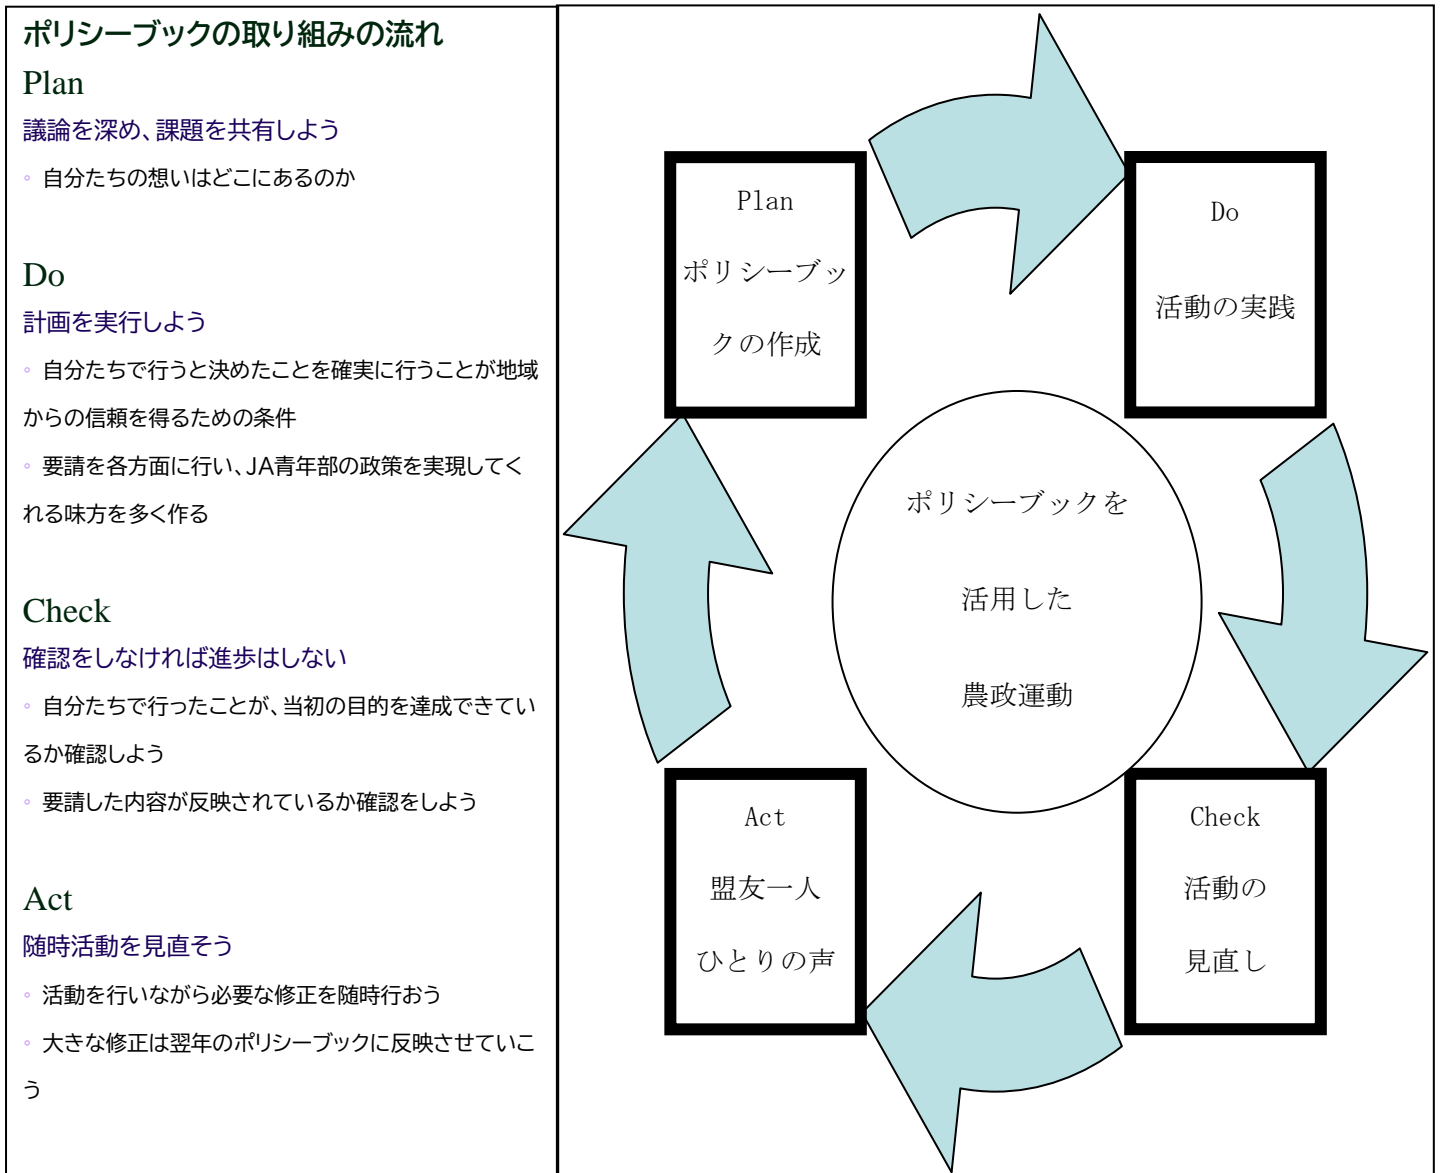 ポリシーブックの取り組みの流れ
Plan
議論を深め、課題を共有しよう
◦ 自分たちの想いはどこにあるのか
Do
計画を実行しよう
◦ 自分たちで行うと決めたことを確実に行うことが地域
からの信頼を得るための条件
◦ 要請を各方面に行い、JA青年部の政策を実現してく
れる味方を多く作る
Check
確認をしなければ進歩はしない
◦ 自分たちで行ったことが、当初の目的を達成できてい
るか確認しよう
◦ 要請した内容が反映されているか確認をしよう
Act
随時活動を見直そう
◦ 活動を行いながら必要な修正を随時行おう
◦ 大きな修正は翌年のポリシーブックに反映させていこ
う
Plan
ポリシーブッ
クの作成
Do
活動の実践
ポリシーブックを
活用した
農政運動
Act
盟友一人
ひとりの声
Check
活動の
見直し